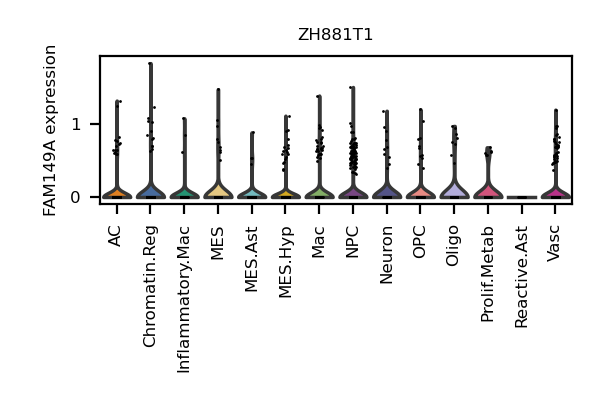 ZH881T1
FAM149A expression
1
0
AC
Chromatin.Reg
Inflammatory.Mac
MES
MES.Ast
MES.Hyp
Mac
NPC
Neuron
OPC
Oligo
Prolif.Metab
Reactive.Ast
Vasc